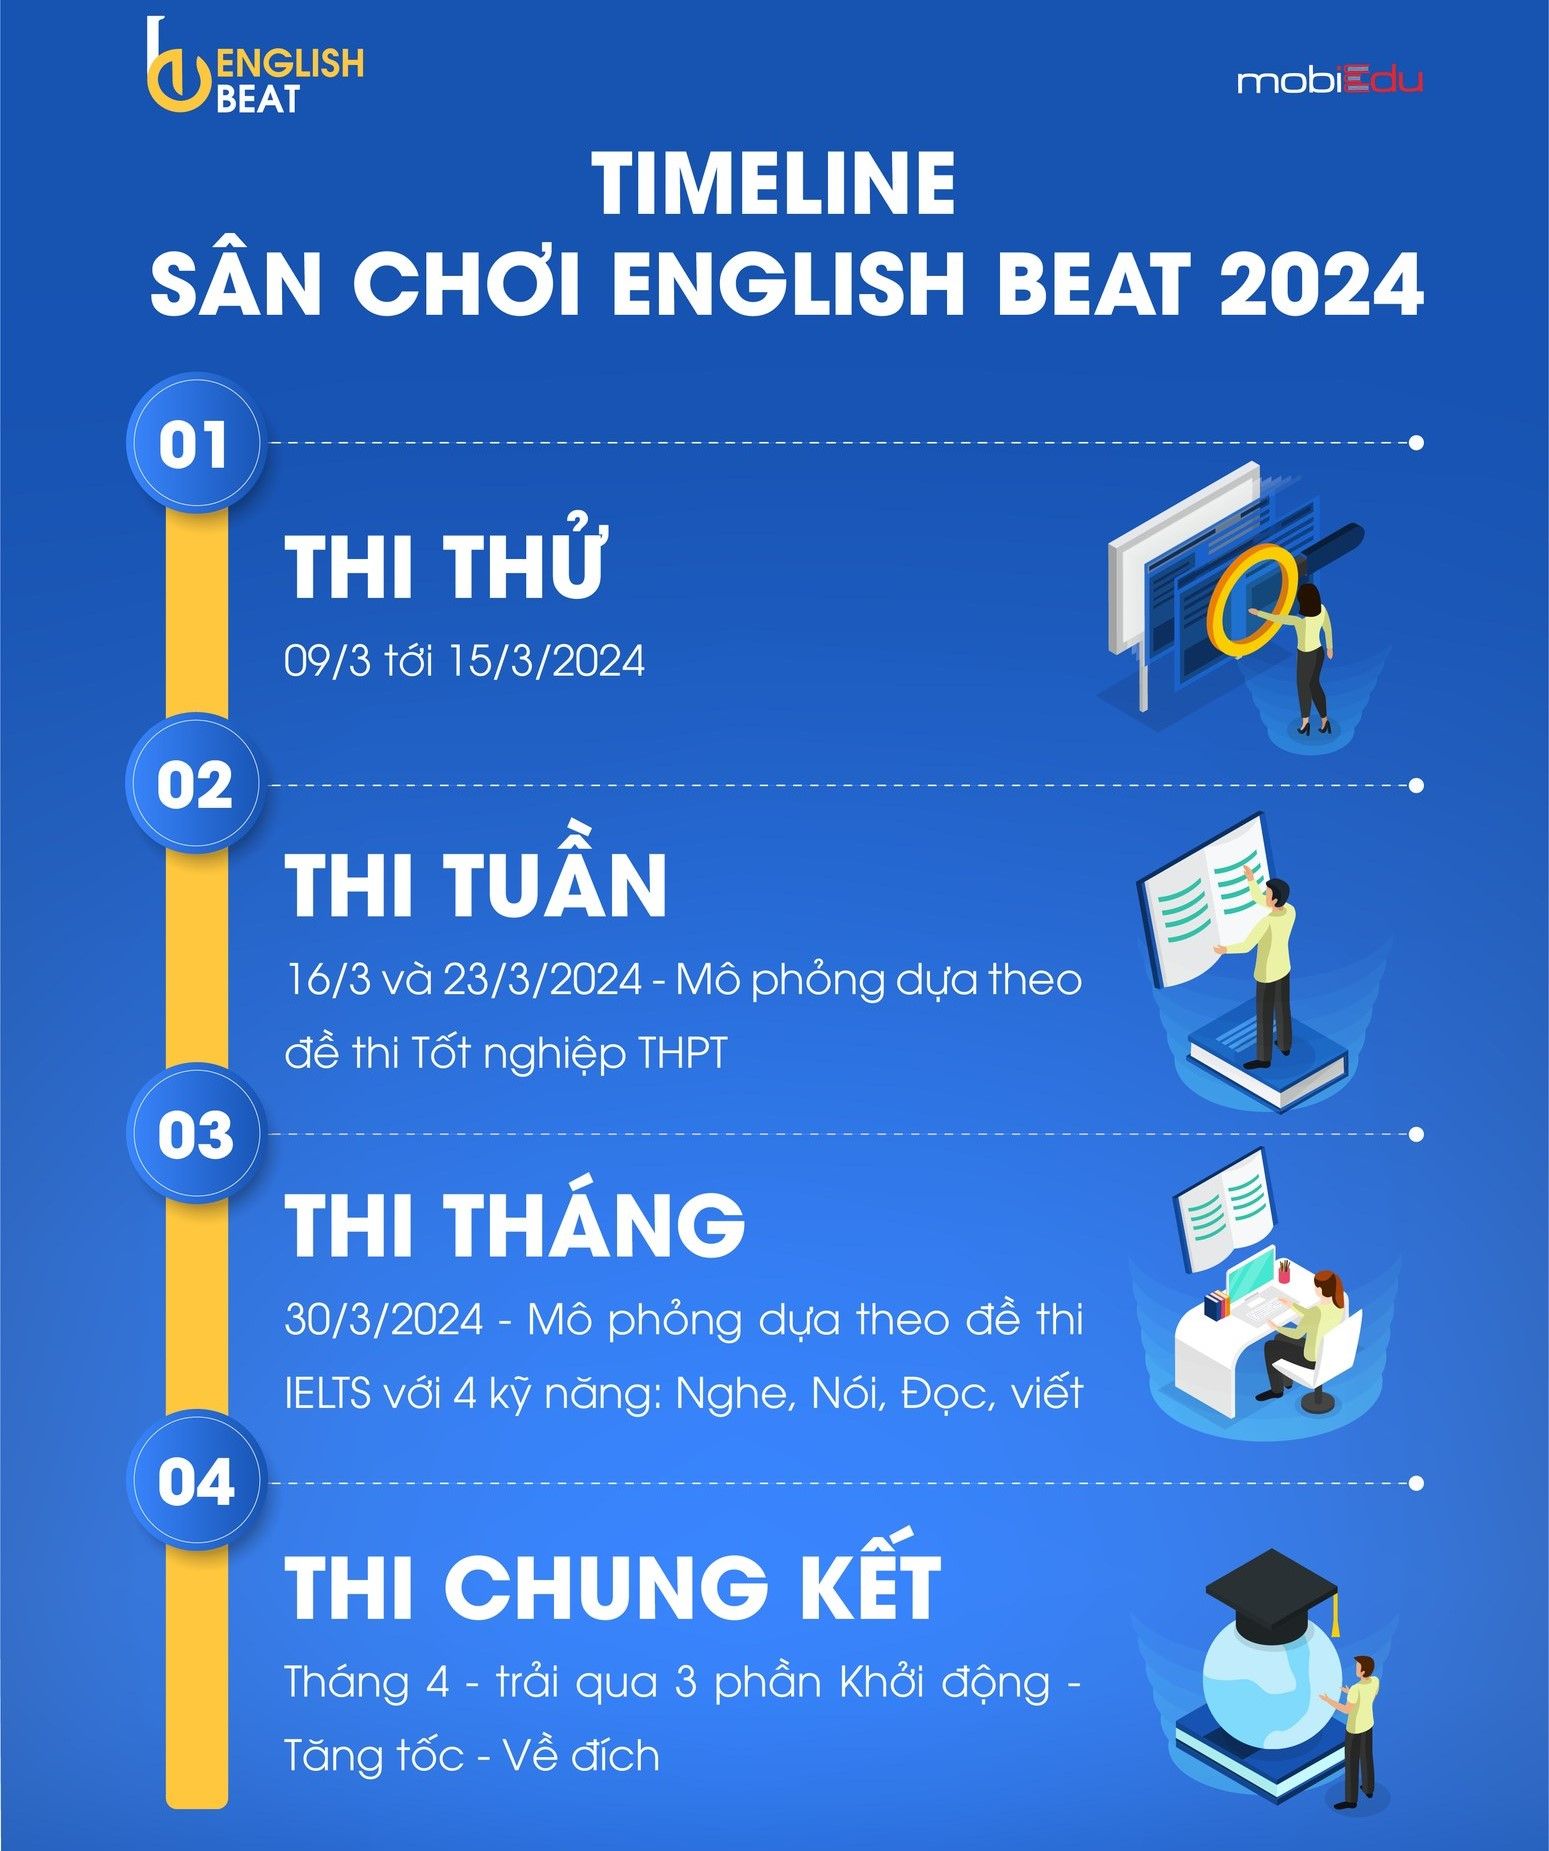 ENGLISH
BEAT
mobiEdu
TIMELINE
SÂN CHƠI ENGLISH BEAT 2024
01
THI THỬ
09/3 tới 15/3/2024
02
THI TUẦN
16/3 và 23/3/2024 - Mô phỏng dựa theo
đề thi Tốt nghiệp THPT
03
THI THÁNG
30/3/2024 - Mô phỏng dựa theo đề thi
IELTS với 4 kỹ năng: Nghe, Nói, Đọc, viết
04
THI CHUNG KẾT
Tháng 4 - trải qua 3 phần Khởi động -
Tăng tốc - Về đích